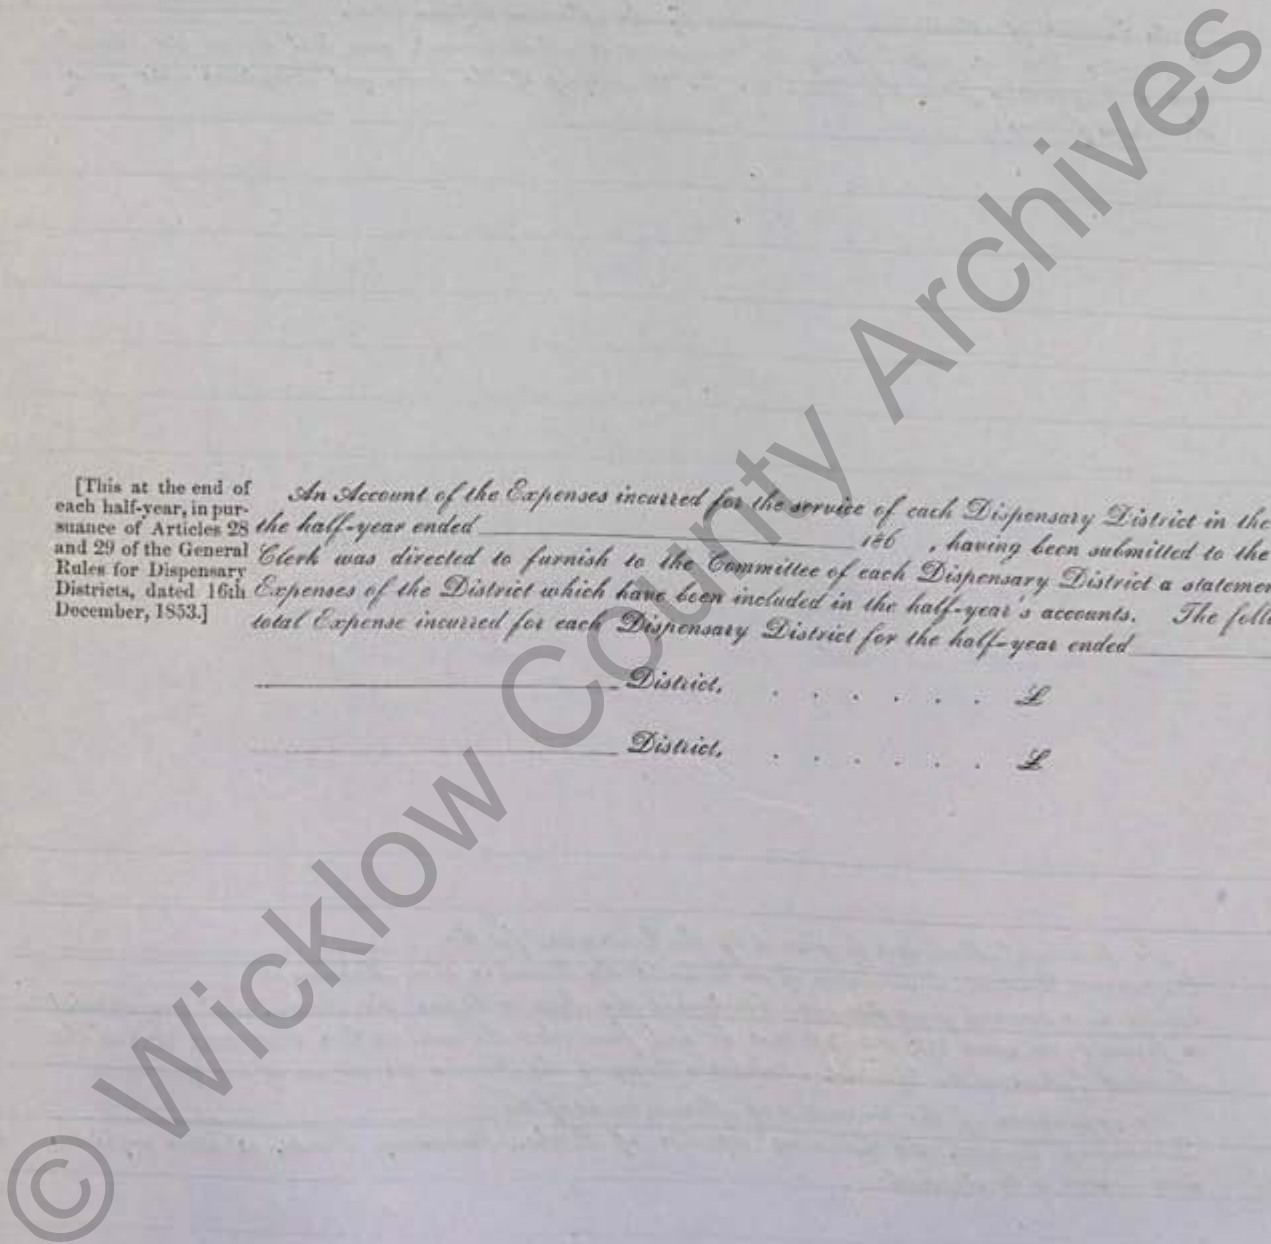 [This at the end of
each half-year, in pur-
suance of Articles 28
and 29 of the General
Rules for Dispensary
Districts, dated 16th
December, 1853.]
An Account of the Expenses incurred for the service of each Dispensary District in the
the half-year ended 186 , having been submitted to the
Clerk was directed to furnish to the Committee of each Dispensary District a statemen
Expenses of the District which have been included in the half-year's accounts. The follo
total Expense incurred for each Dispensary District for the half-year ended
District, . . . . . . £
District, . . . . . . £
© Wicklow County Archives